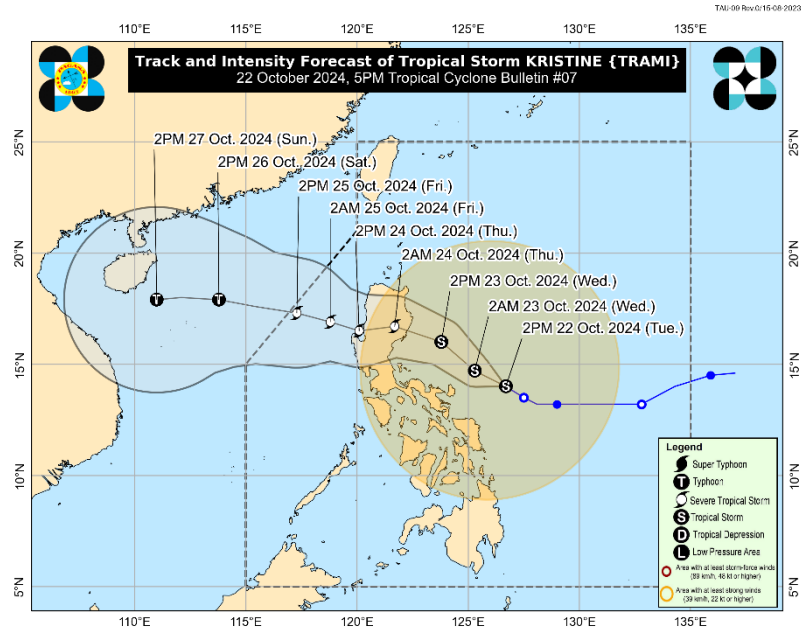 TAU-09 Rev.0/15-08-2023
110°E 115°E 120°E 125°E 130°E 135°E
Track and Intensity Forecast of Tropical Storm KRISTINE {TRAMI}
22 October 2024, 5PM Tropical Cyclone Bulletin #07
25°N 25°N
2PM 27 Oct. 2024 (Sun.)
2PM 26 Oct. 2024 (Sat.)
2PM 25 Oct. 2024 (Fri.)
2AM 25 Oct. 2024 (Fri.)
2PM 24 Oct. 2024 (Thu.)
20°N 20°N
2AM 24 Oct. 2024 (Thu.)
2PM 23 Oct. 2024 (Wed.)
2AM 23 Oct. 2024 (Wed.)
2PM 22 Oct. 2024 (Tue.)
T T S S S
15°N 15°N
10°N 10°N
Legend
Super Typhoon
T Typhoon
Severe Tropical Storm
S Tropical Storm
D Tropical Depression
L Low Pressure Area
Area with at least storm-force winds
(89 km/h, 48 kt or higher)
Area with at least strong winds
(39 km/h, 22 kt or higher)
5°N 5°N
110°E 115°E 120°E 125°E 130°E 135°E